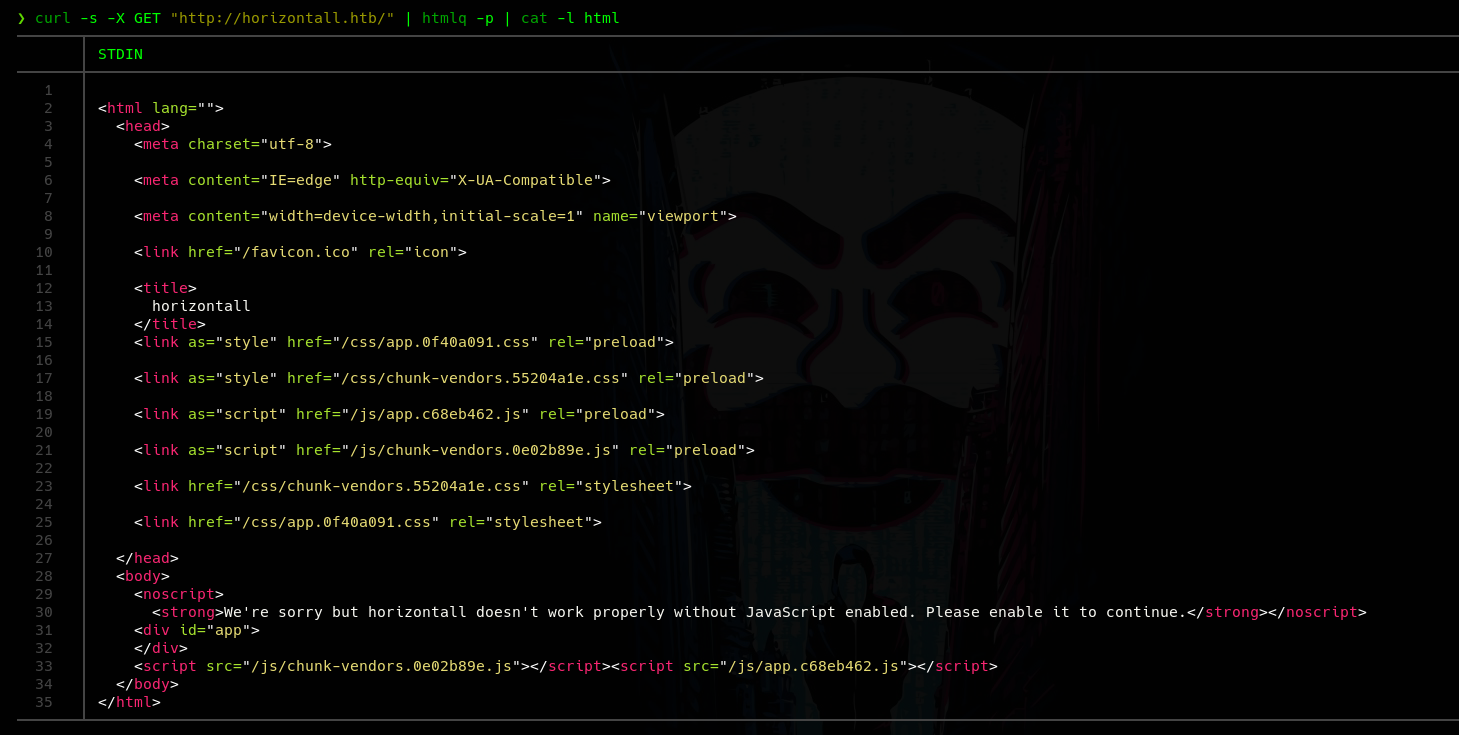 ❯ curl -s -X GET "http://horizontall.htb/" | htmlq -p | cat -l html
STDIN
1
2 <html lang="">
3 <head>
4 <meta charset="utf-8">
5
6 <meta content="IE=edge" http-equiv="X-UA-Compatible">
7
8 <meta content="width=device-width,initial-scale=1" name="viewport">
9
10 <link href="/favicon.ico" rel="icon">
11
12 <title>
13 horizontall
14 </title>
15 <link as="style" href="/css/app.0f40a091.css" rel="preload">
16
17 <link as="style" href="/css/chunk-vendors.55204a1e.css" rel="preload">
18
19 <link as="script" href="/js/app.c68eb462.js" rel="preload">
20
21 <link as="script" href="/js/chunk-vendors.0e02b89e.js" rel="preload">
22
23 <link href="/css/chunk-vendors.55204a1e.css" rel="stylesheet">
24
25 <link href="/css/app.0f40a091.css" rel="stylesheet">
26
27 </head>
28 <body>
29 <noscript>
30 <strong>We're sorry but horizontall doesn't work properly without JavaScript enabled. Please enable it to continue.</strong></noscript>
31 <div id="app">
32 </div>
33 <script src="/js/chunk-vendors.0e02b89e.js"></script><script src="/js/app.c68eb462.js"></script>
34 </body>
35 </html>